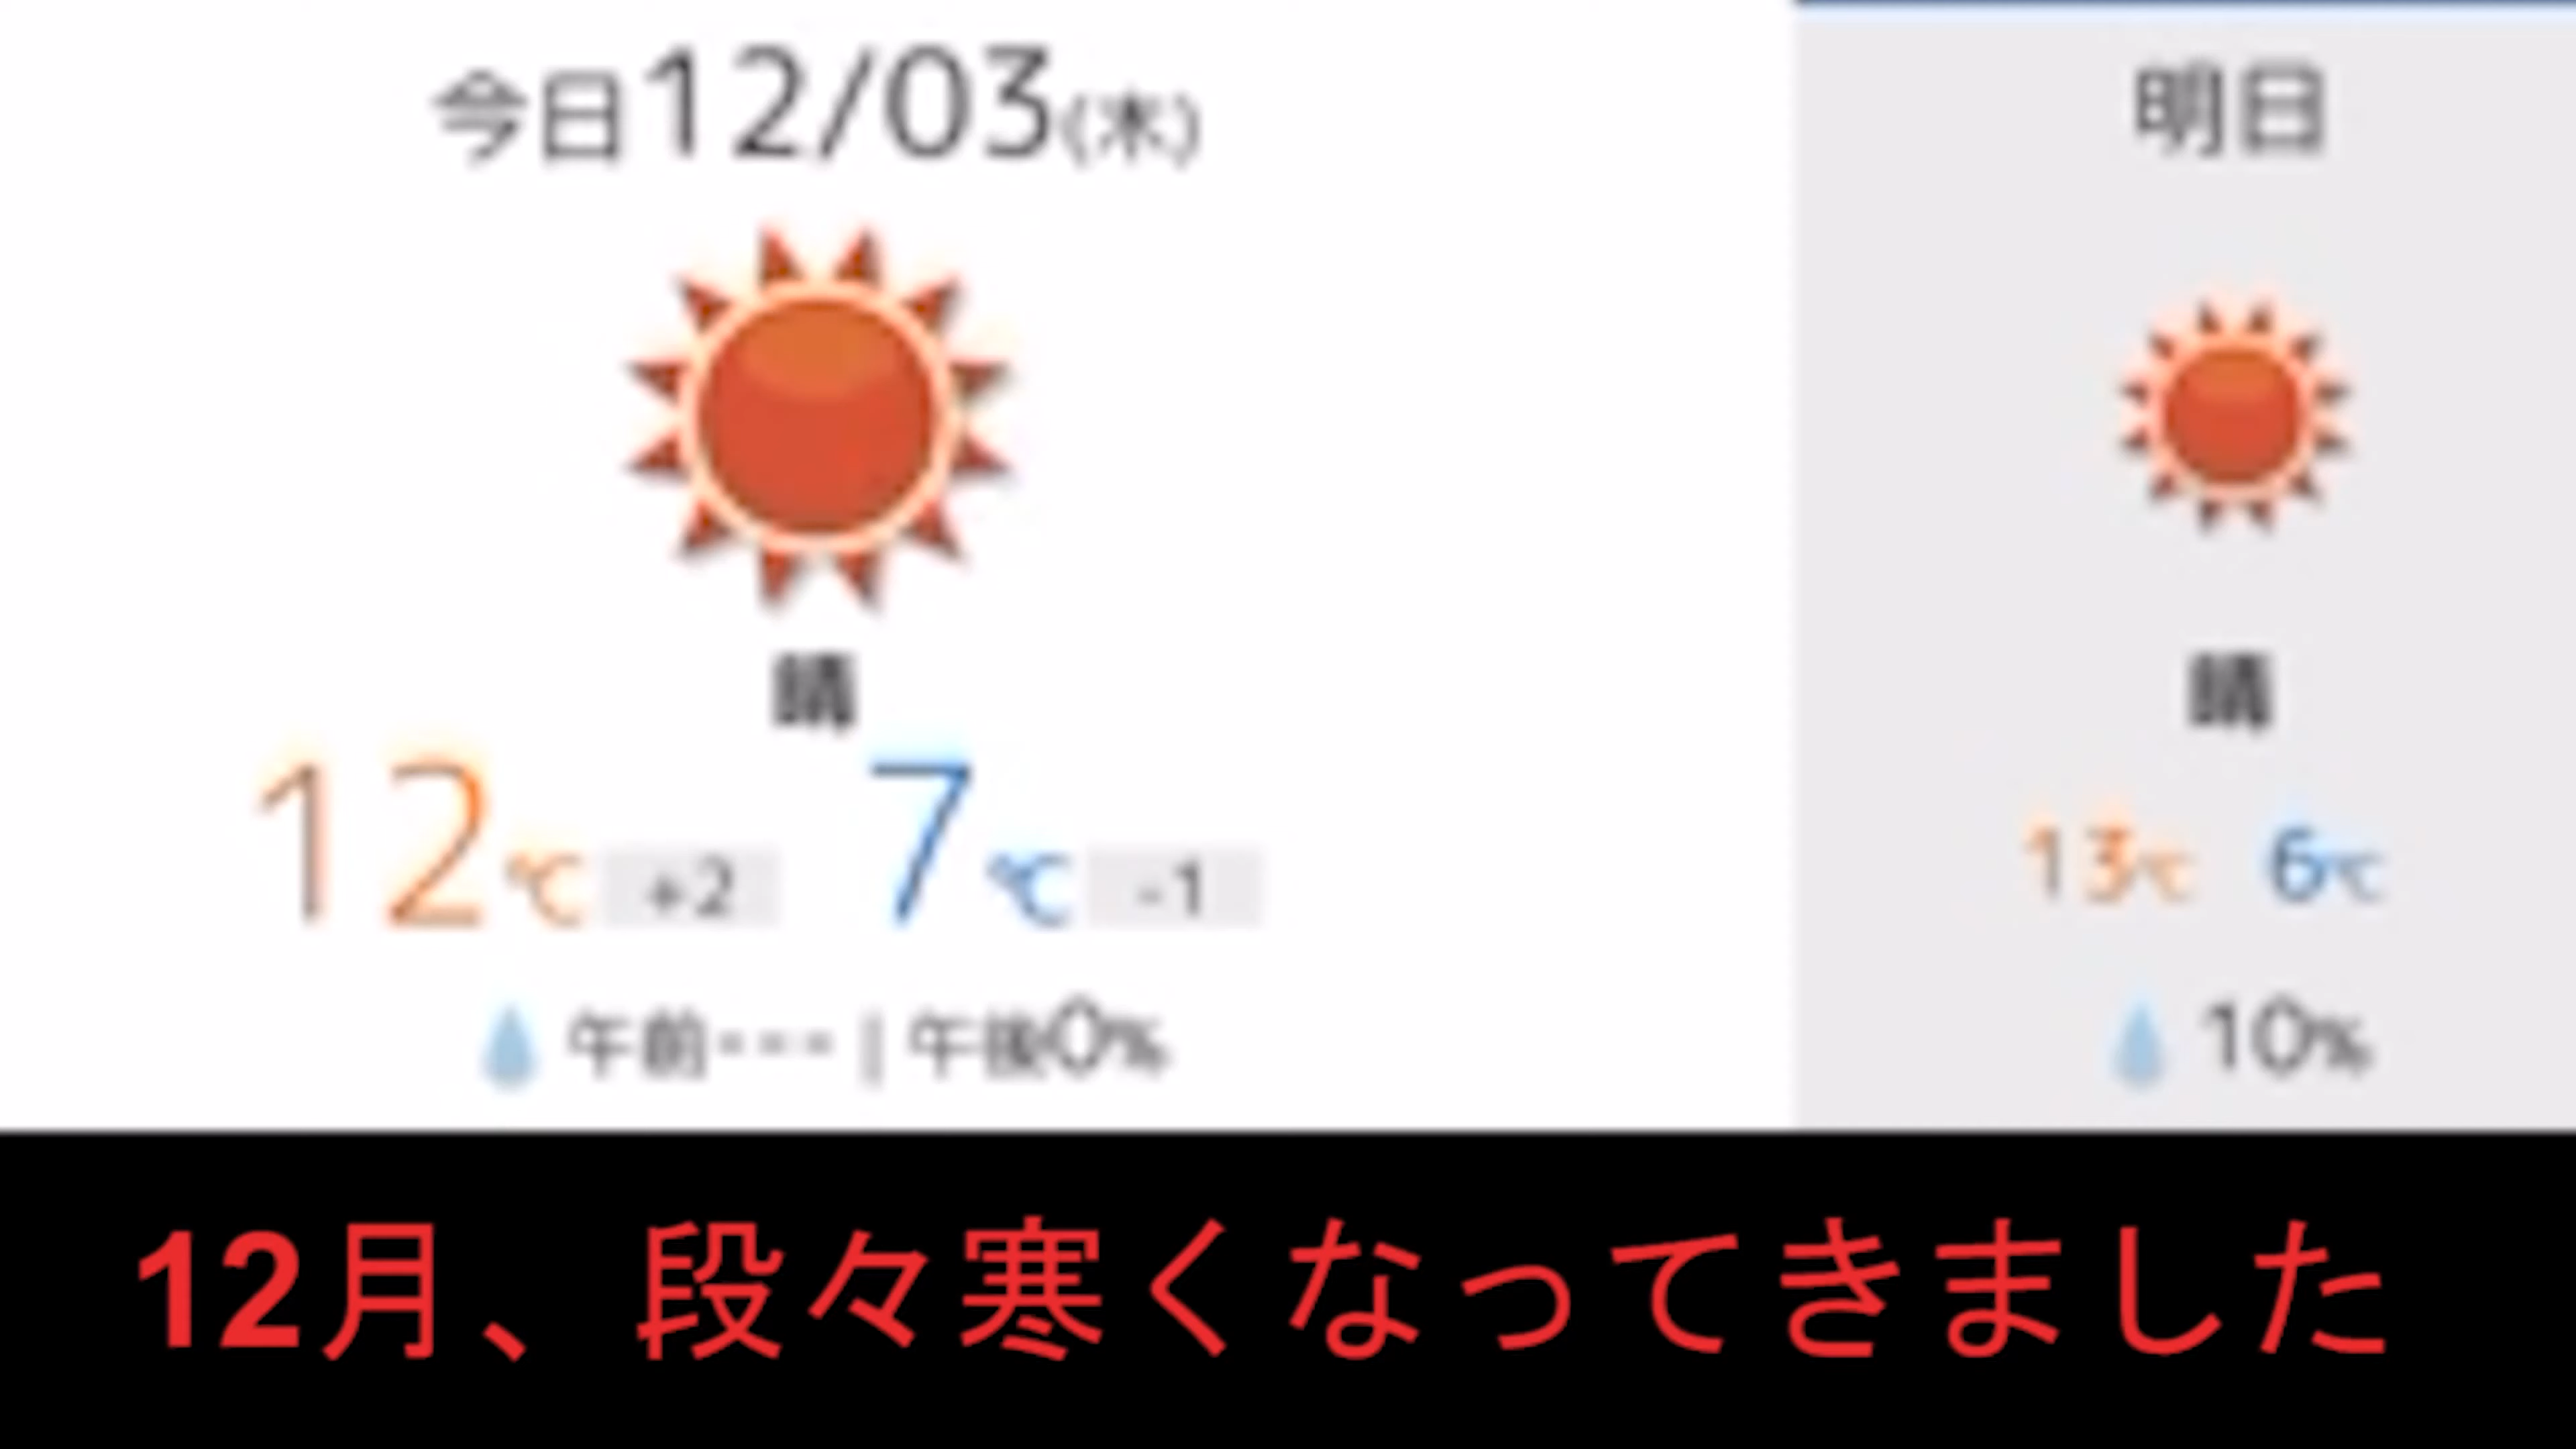 今日12/03(木)
晴
12℃ +2 7℃ -1
午前--- | 午後0%
明日
晴
13℃ 6℃
10%
12月、段々寒くなってきました